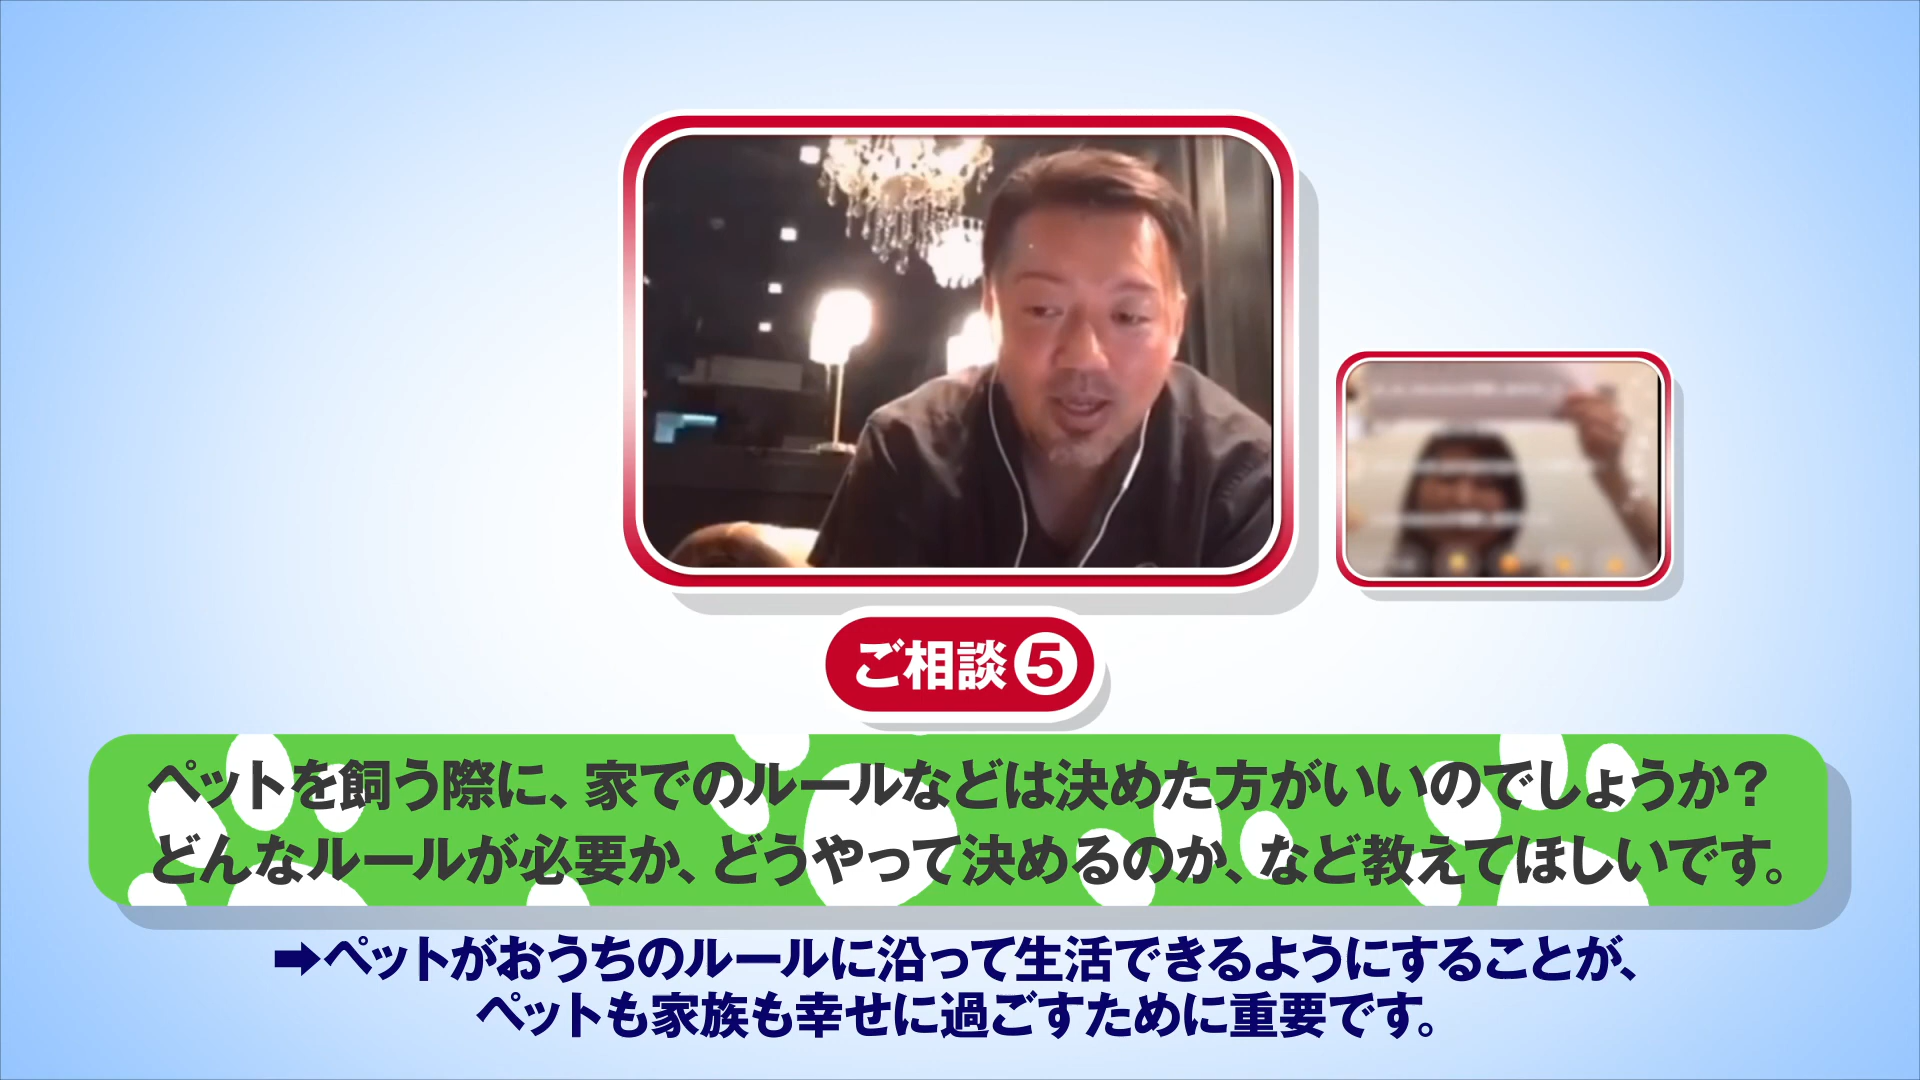 ご相談❺
ペットを飼う際に、家でのルールなどは決めた方がいいのでしょうか？
どんなルールが必要か、どうやって決めるのか、など教えてほしいです。
➡ペットがおうちのルールに沿って生活できるようにすることが、
ペットも家族も幸せに過ごすために重要です。